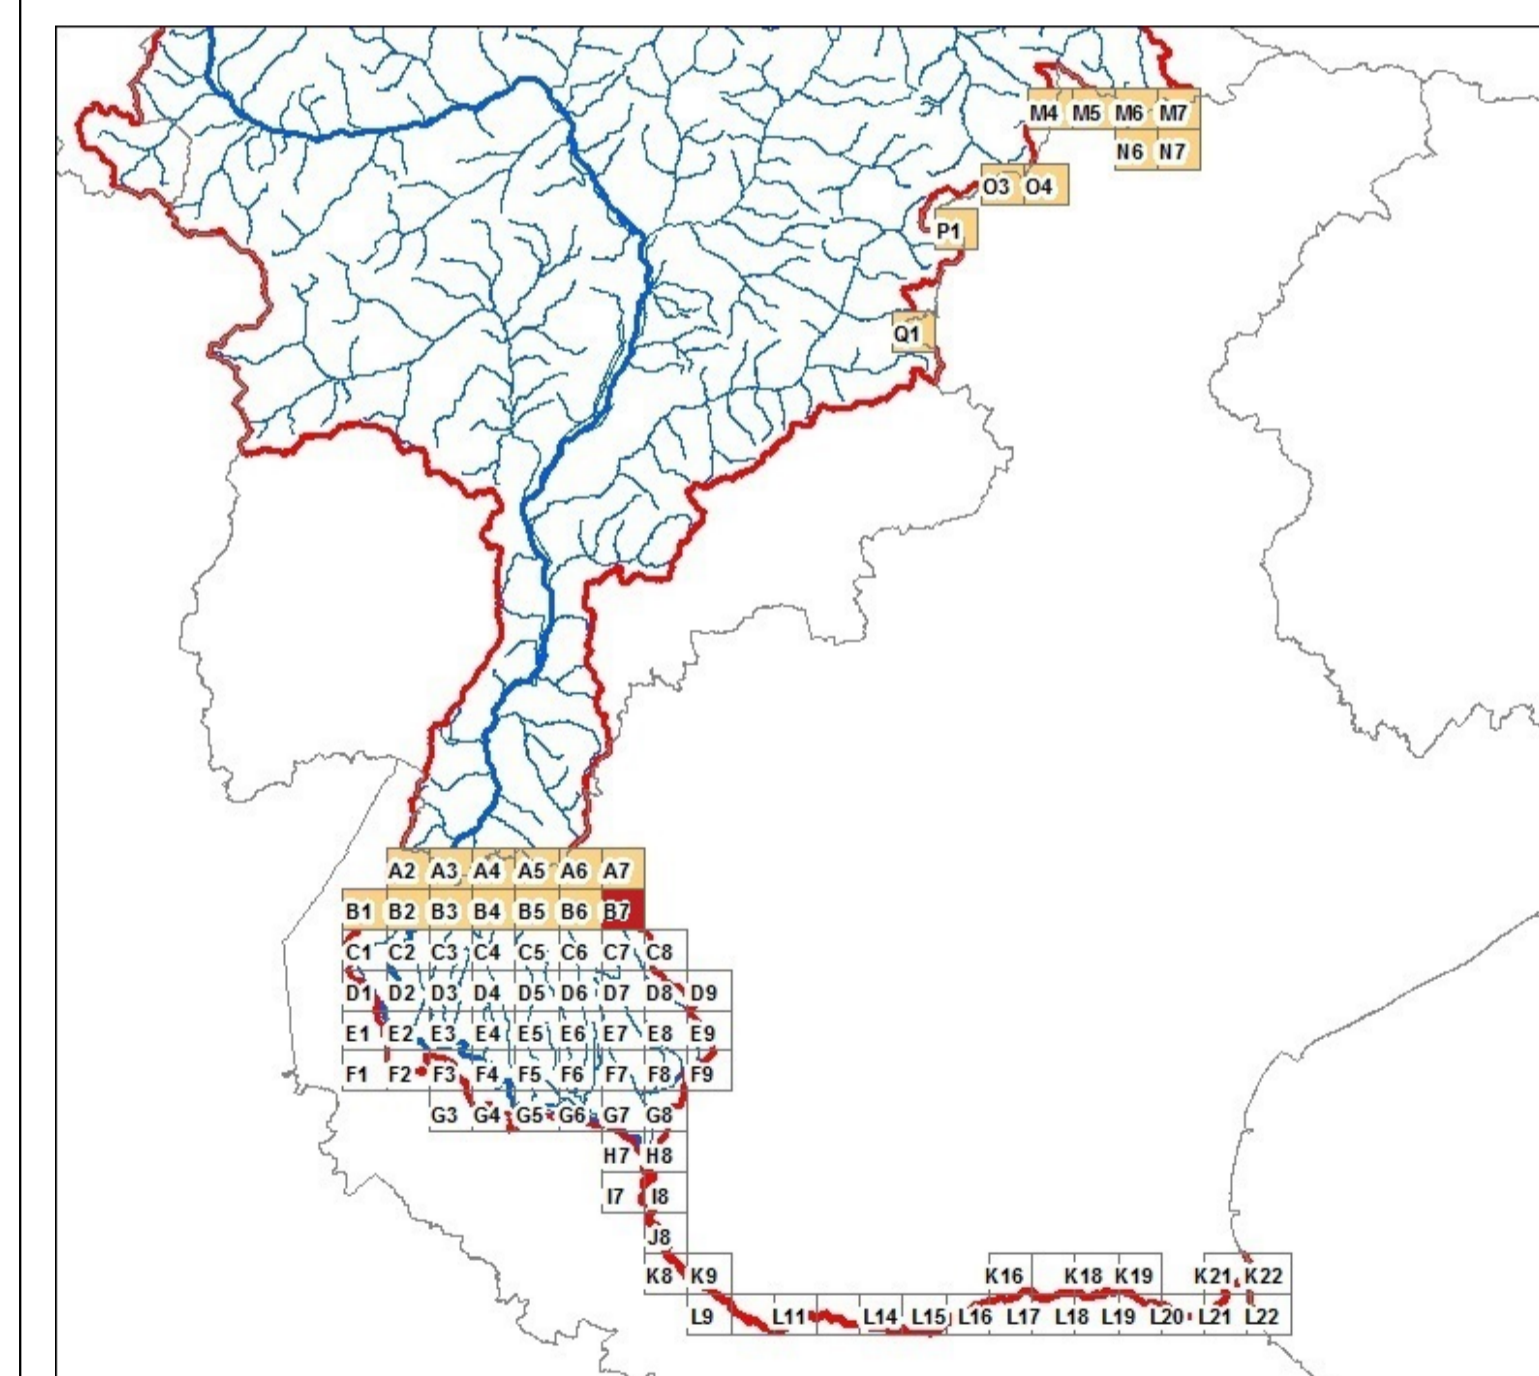 M4 M5 M6 M7
N6 N7
O3 O4
P1
Q1
A2 A3 A4 A5 A6 A7
B1 B2 B3 B4 B5 B6 B7
C1 C2 C3 C4 C5 C6 C7 C8
D1 D2 D3 D4 D5 D6 D7 D8 D9
E1 E2 E3 E4 E5 E6 E7 E8 E9
F1 F2 F3 F4 F5 F6 F7 F8 F9
G3 G4 G5 G6 G7 G8
H7 H8
I7 I8
J8
K8 K9 K16 K18 K19 K21 K22
L9 L11 L14 L15 L16 L17 L18 L19 L20 L21 L22